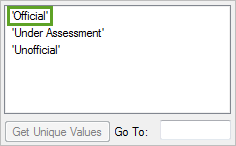 'Official'
'Under Assessment'
'Unofficial'
Get Unique Values Go To: